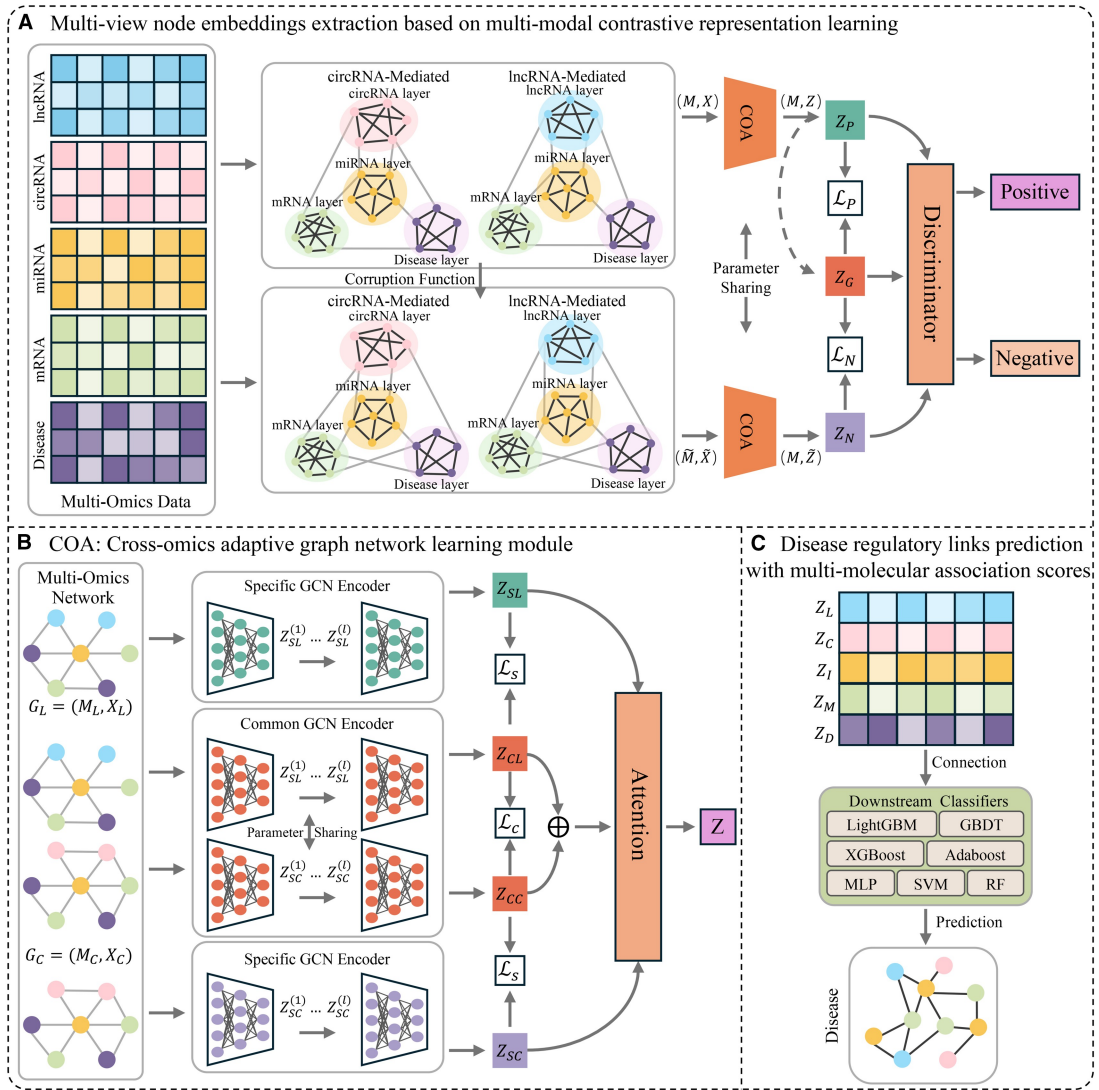 A Multi-view node embeddings extraction based on multi-modal contrastive representation learning
lncRNA
circRNA
miRNA
mRNA
Disease
Multi-Omics Data
circRNA-Mediated
circRNA layer
miRNA layer
mRNA layer
Disease layer
lncRNA-Mediated
lncRNA layer
miRNA layer
mRNA layer
Disease layer
Corruption Function
circRNA-Mediated
circRNA layer
miRNA layer
mRNA layer
Disease layer
lncRNA-Mediated
lncRNA layer
miRNA layer
mRNA layer
Disease layer
(M, X)
COA
(M, Z)
Z_P
ℒ_P
Parameter
Sharing
Z_G
ℒ_N
(M̃, X̃)
COA
(M, Z̃)
Z_N
Discriminator
Positive
Negative
B COA: Cross-omics adaptive graph network learning module
Multi-Omics
Network
G_L = (M_L, X_L)
G_C = (M_C, X_C)
Specific GCN Encoder
Z_SL^(1) ... Z_SL^(l)
Common GCN Encoder
Z_SL^(1) ... Z_SL^(l)
Parameter Sharing
Z_SC^(1) ... Z_SC^(l)
Specific GCN Encoder
Z_SC^(1) ... Z_SC^(l)
Z_SL
ℒ_s
Z_CL
ℒ_C
Z_CC
ℒ_s
Z_SC
⊕
Attention
Z
C Disease regulatory links prediction
with multi-molecular association scores
Z_L
Z_C
Z_I
Z_M
Z_D
Connection
Downstream Classifiers
LightGBM GBDT
XGBoost Adaboost
MLP SVM RF
Prediction
Disease